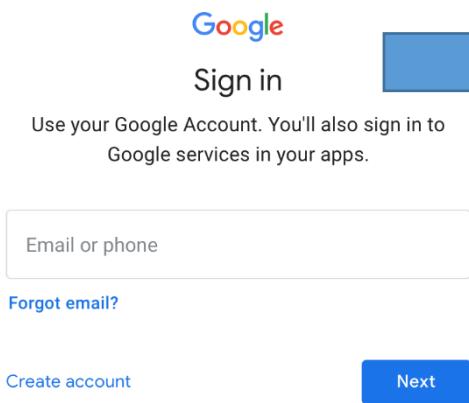 Google
Sign in
Use your Google Account. You'll also sign in to
Google services in your apps.
Email or phone
Forgot email?
Create account
Next